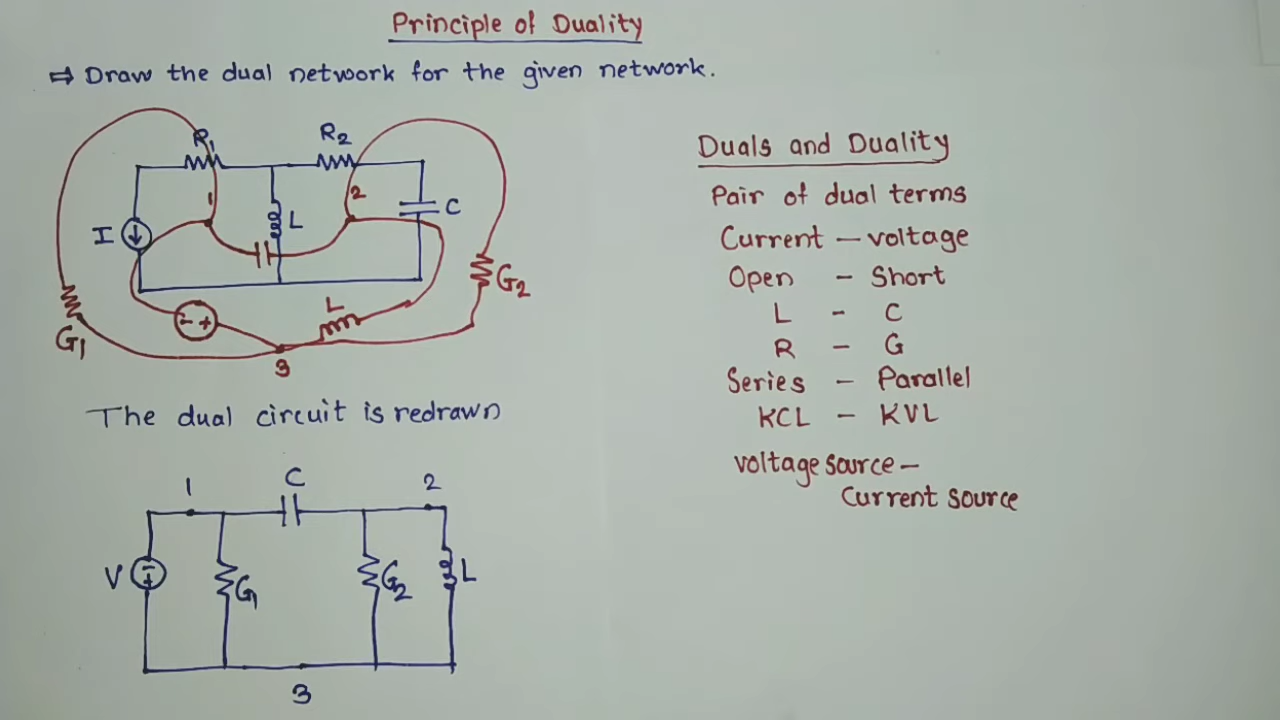 Principle of Duality
⇒ Draw the dual network for the given network.
R1
R2
1
2
I
L
C
G1
- +
L
G2
3
The dual circuit is redrawn
1
C
2
V
-
+
G1
G2
L
3
Duals and Duality
Pair of dual terms
Current – voltage
Open – Short
L - C
R – G
Series – Parallel
KCL – KVL
voltage source –
Current source